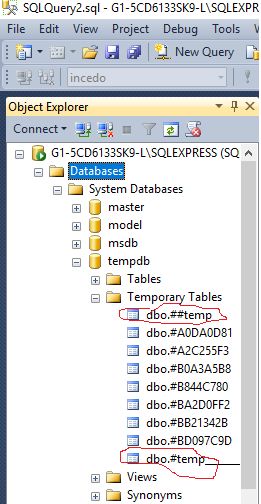 SQLQuery2.sql - G1-5CD6133SK9-L\SQLEXPR
File Edit View Project Debug Tools
New Query
incedo
Object Explorer
Connect
G1-5CD6133SK9-L\SQLEXPRESS (SQ
Databases
System Databases
master
model
msdb
tempdb
Tables
Temporary Tables
dbo.##temp
dbo.#A0DA0D81
dbo.#A2C255F3
dbo.#B0A3A5B8
dbo.#B844C780
dbo.#BA2D0FF2
dbo.#BB21342B
dbo.#BD097C9D
dbo.#temp______
Views
Synonyms